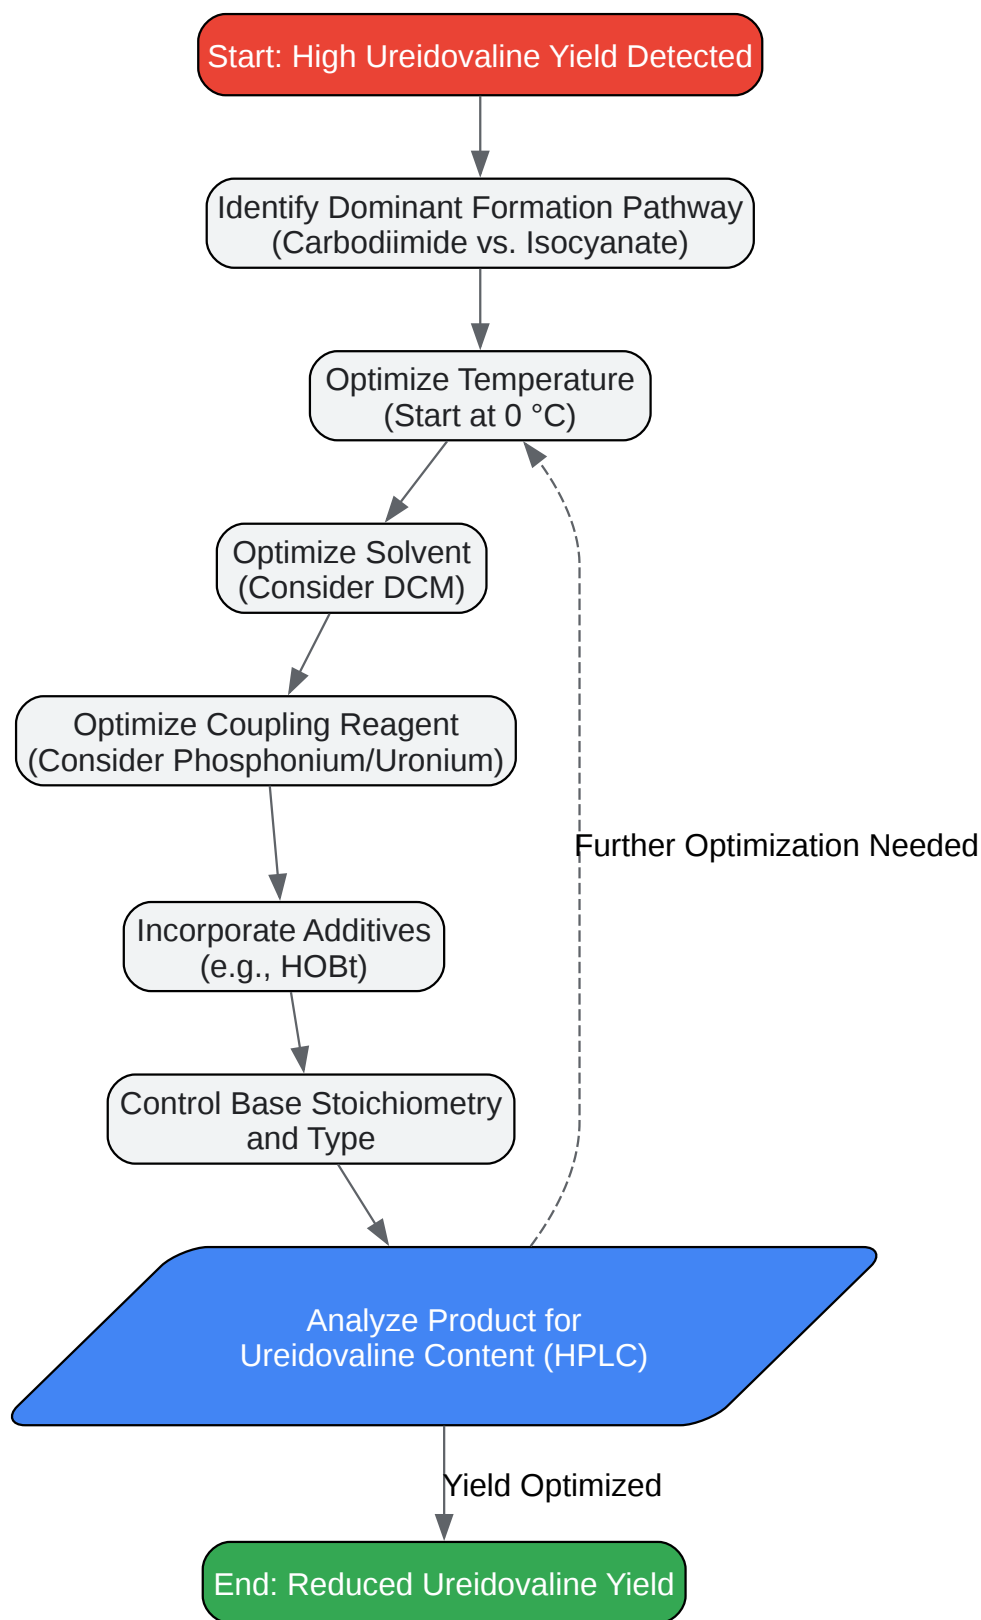 Start: High Ureidovaline Yield Detected
Identify Dominant Formation Pathway
(Carbodiimide vs. Isocyanate)
Optimize Temperature
(Start at 0 °C)
Optimize Solvent
(Consider DCM)
Optimize Coupling Reagent
(Consider Phosphonium/Uronium)
Further Optimization Needed
Incorporate Additives
(e.g., HOBt)
Control Base Stoichiometry
and Type
Analyze Product for
Ureidovaline Content (HPLC)
Yield Optimized
End: Reduced Ureidovaline Yield